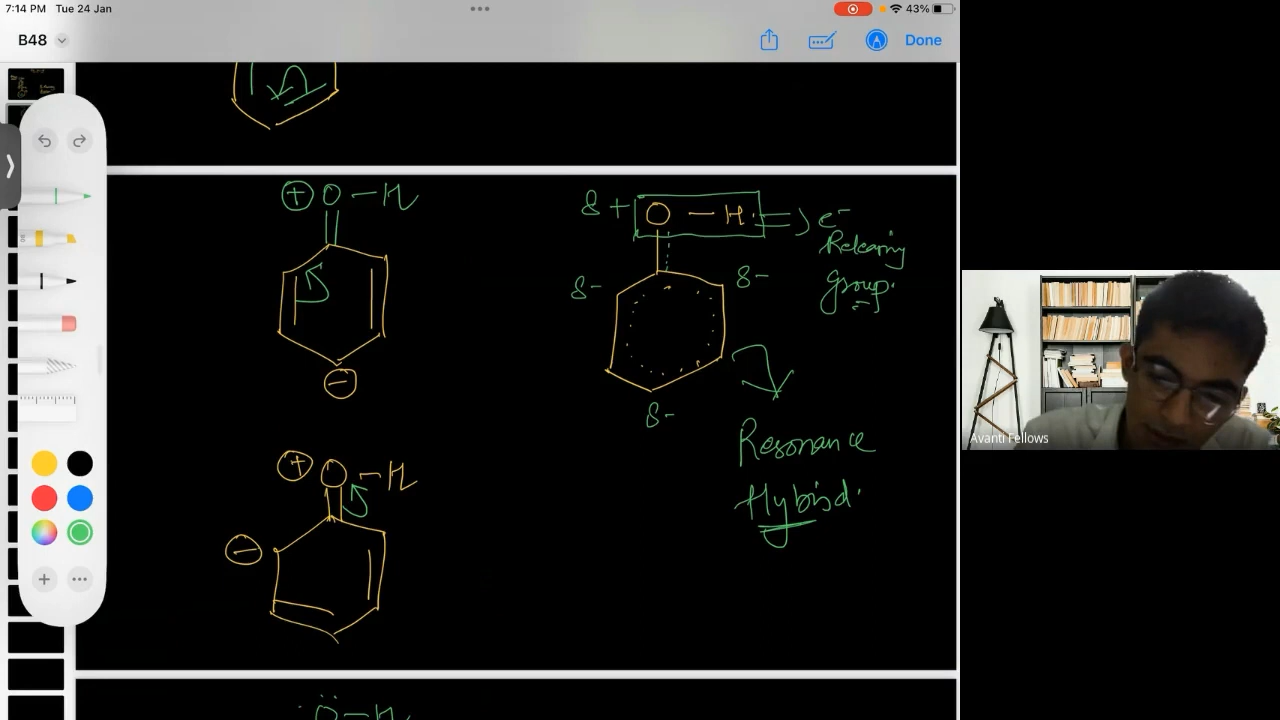 7:14 PM Tue 24 Jan
43%
B48
Done
+ O - H
δ+ O - H. => e-
Releasing
group.
δ-
δ-
-
δ-
Resonance
Hybrid.
+ O - H
-
Avanti Fellows
O - H